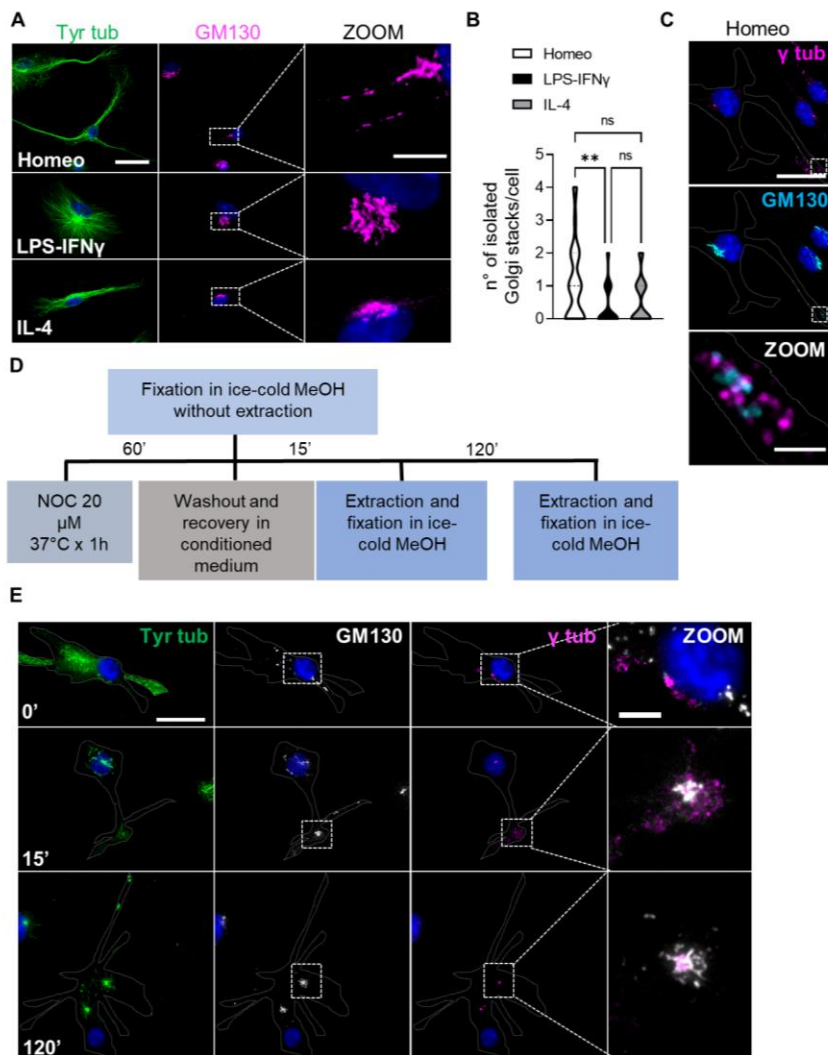 A
Tyr tub
GM130
ZOOM
Homeo
LPS-IFNγ
IL-4
B
Homeo
LPS-IFNγ
IL-4
ns
**
ns
n° of isolated
Golgi stacks/cell
5
4
3
2
1
0
C
Homeo
γ tub
GM130
ZOOM
D
Fixation in ice-cold MeOH
without extraction
60’
15’
120’
NOC 20
µM
37°C x 1h
Washout and
recovery in
conditioned
medium
Extraction and
fixation in ice-
cold MeOH
Extraction and
fixation in ice-
cold MeOH
E
Tyr tub
GM130
γ tub
ZOOM
0’
15’
120’